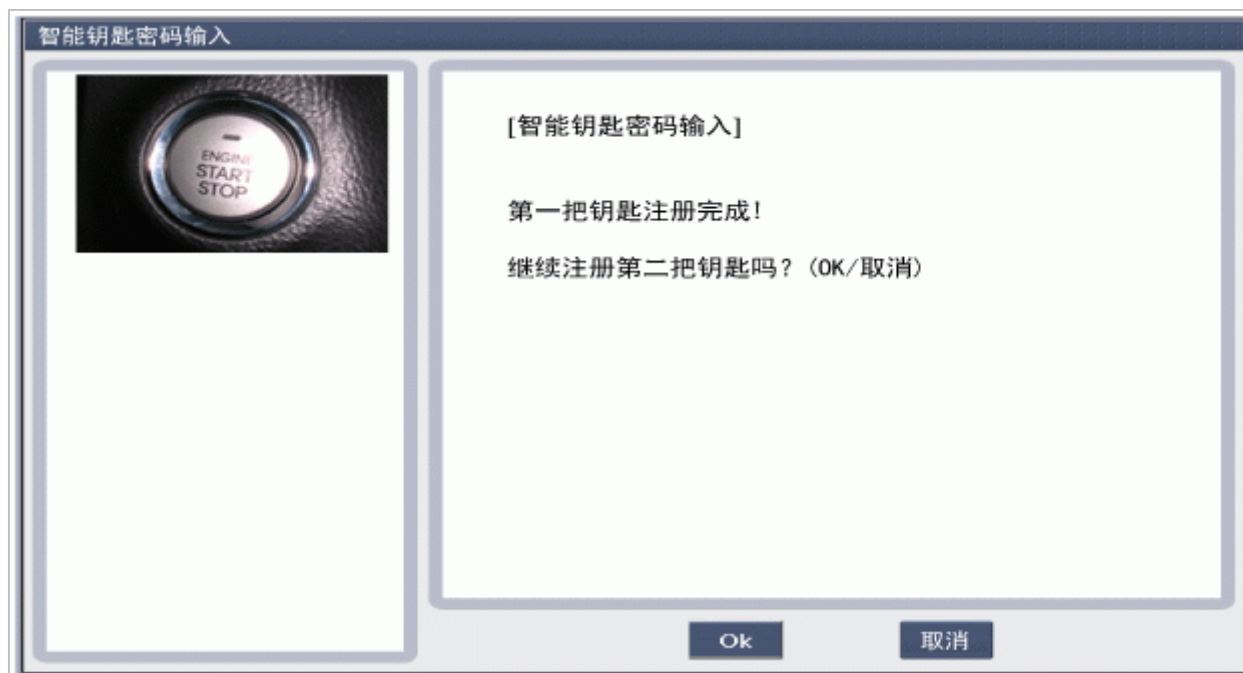 智能钥匙密码输入
ENGINE
START
STOP
[智能钥匙密码输入]
第一把钥匙注册完成!
继续注册第二把钥匙吗? (OK/取消)
Ok
取消